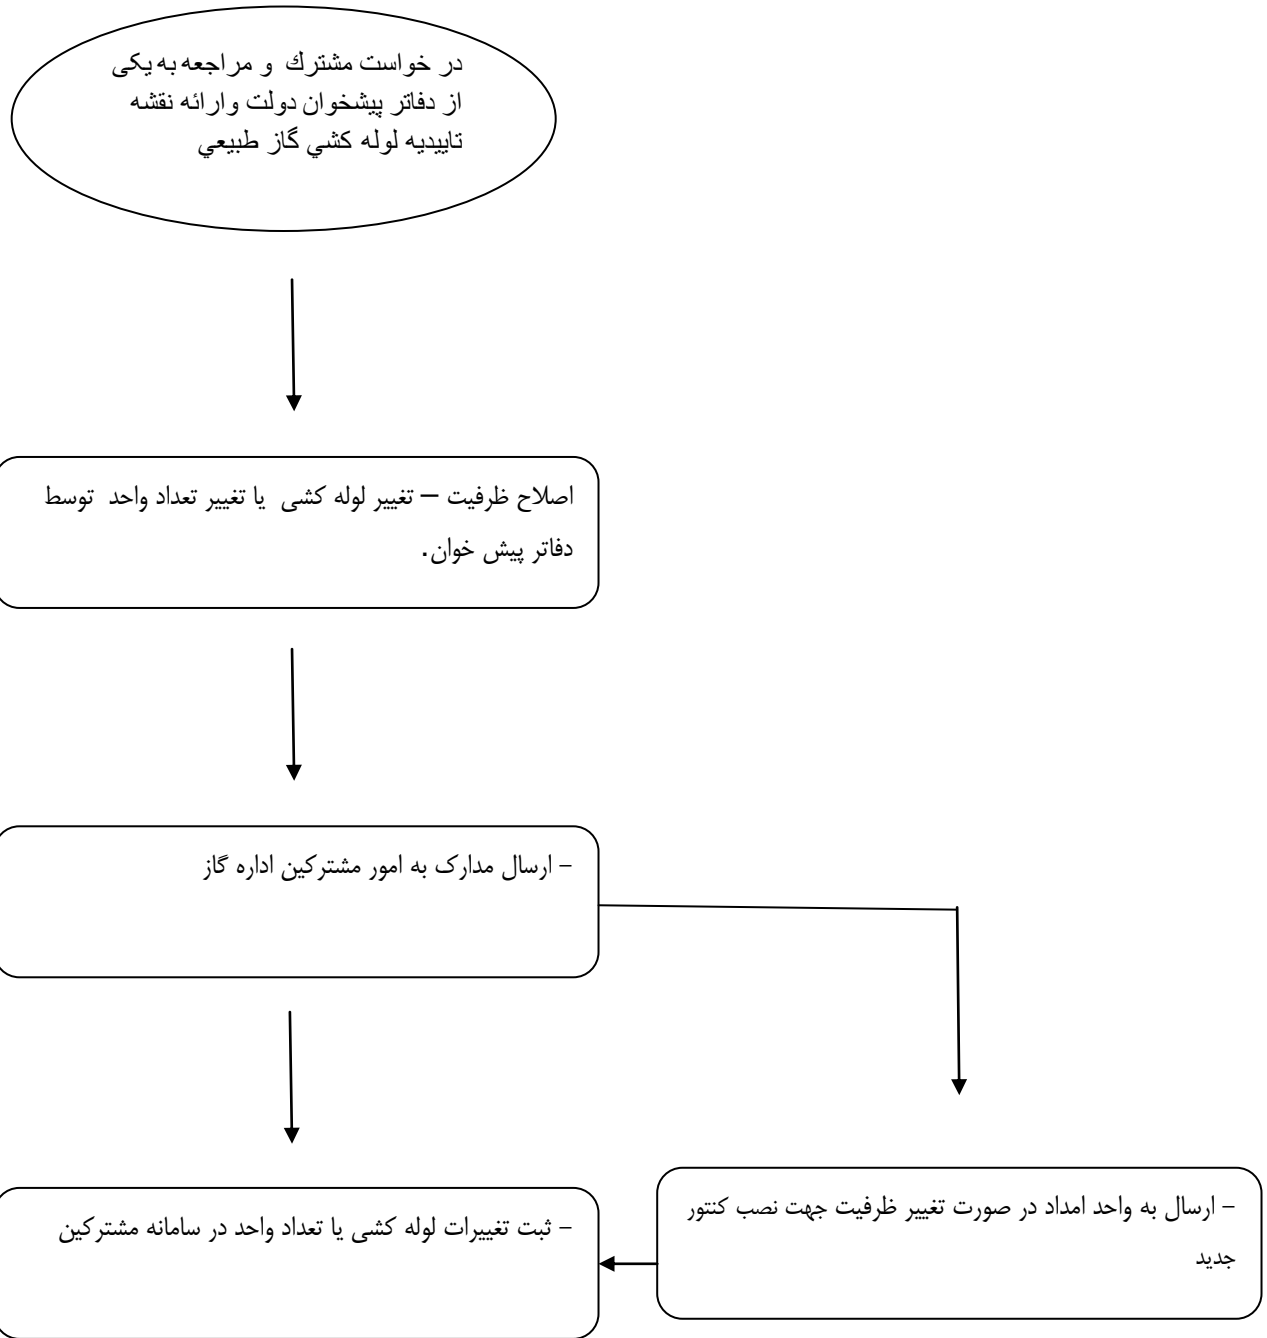 در خواست مشترك و مراجعه به یکی
از دفاتر پیشخوان دولت وارائه نقشه
تاییدیه لوله كشي گاز طبيعي
اصلاح ظرفیت – تغییر لوله کشی یا تغییر تعداد واحد توسط
دفاتر پیش خوان.
- ارسال مدارک به امور مشترکین اداره گاز
- ارسال به واحد امداد در صورت تغییر ظرفیت جهت نصب کنتور
جدید
- ثبت تغییرات لوله کشی یا تعداد واحد در سامانه مشترکین